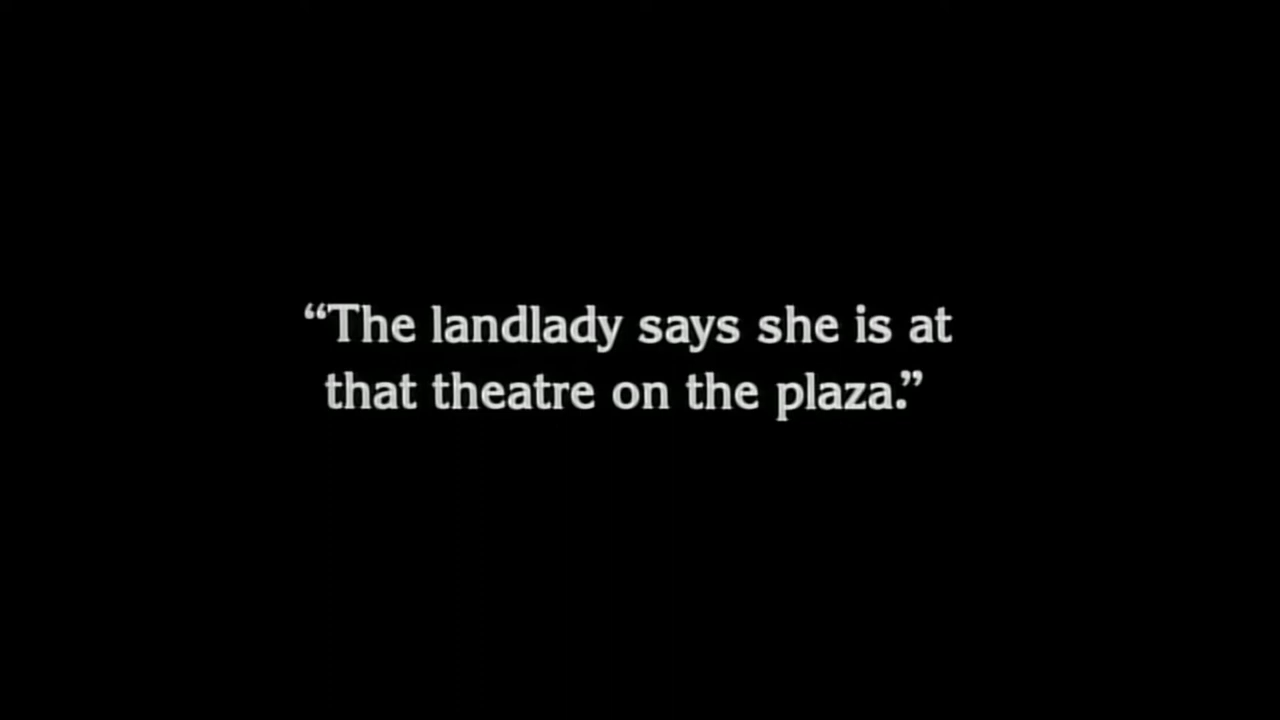 “The landlady says she is at
that theatre on the plaza.”